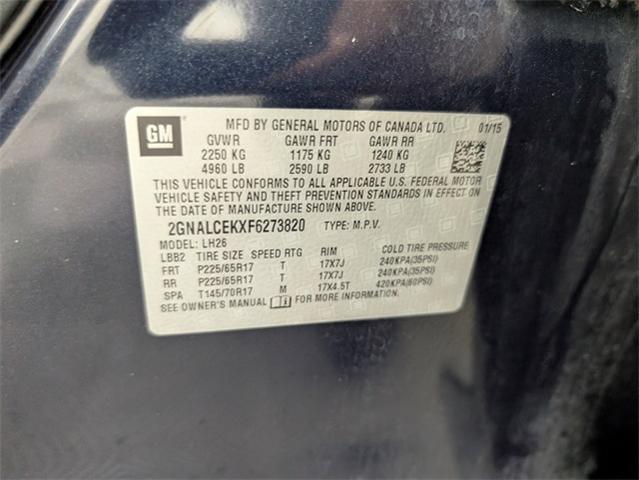 GM
MFD BY GENERAL MOTORS OF CANADA LTD. 01/15
GVWR GAWR FRT GAWR RR
2250 KG 1175 KG 1240 KG
4960 LB 2590 LB 2733 LB
THIS VEHICLE CONFORMS TO ALL APPLICABLE U.S. FEDERAL MOTOR
VEHICLE SAFETY AND THEFT PREVENTION STANDARDS IN EFFECT ON
THE DATE OF MANUFACTURE SHOWN ABOVE.
2GNALCEKXF6273820 TYPE: M.P.V.
MODEL: LH26
LBB2 TIRE SIZE SPEED RTG RIM COLD TIRE PRESSURE
FRT P225/65R17 T 17X7J 240KPA(35PSI)
RR P225/65R17 T 17X7J 240KPA(35PSI)
SPA T145/70R17 M 17X4.5T 420KPA(60PSI)
SEE OWNER'S MANUAL FOR MORE INFORMATION.